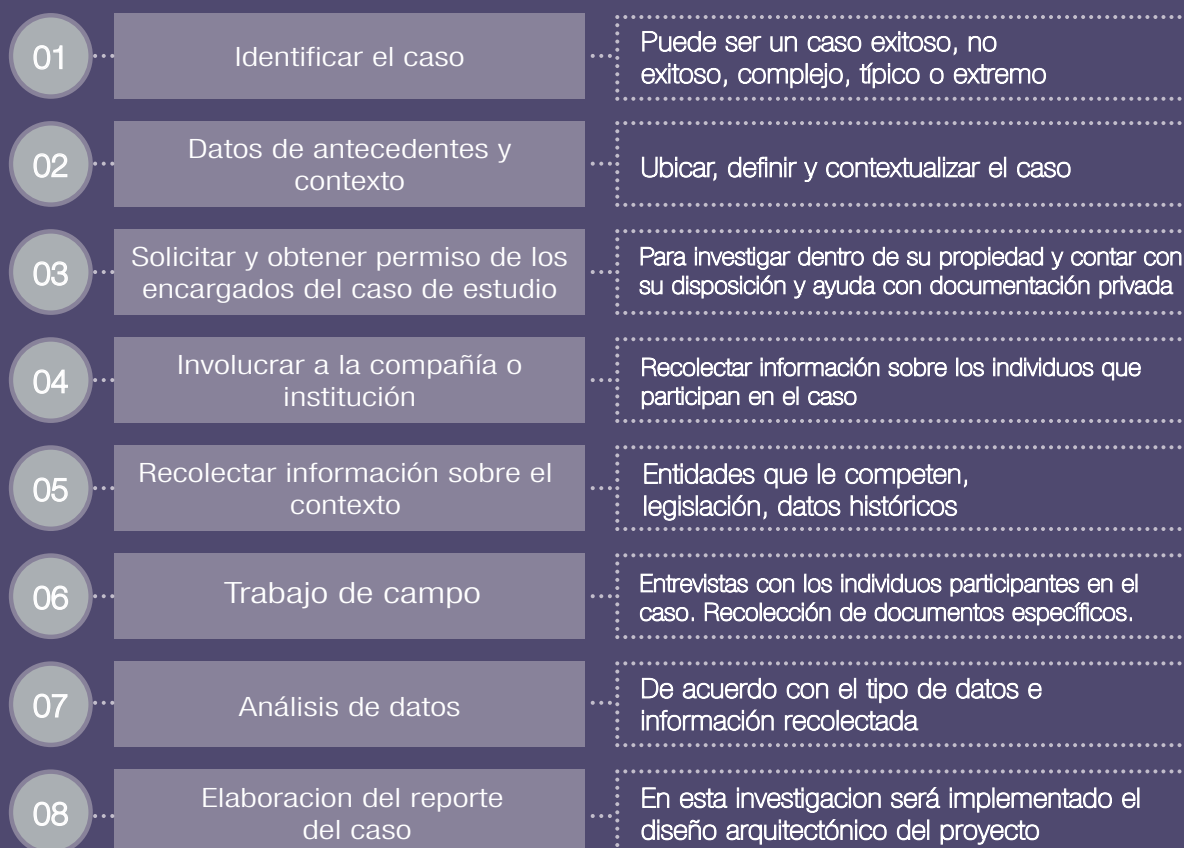 01
Identificar el caso
Puede ser un caso exitoso, no
exitoso, complejo, típico o extremo
02
Datos de antecedentes y
contexto
Ubicar, definir y contextualizar el caso
03
Solicitar y obtener permiso de los
encargados del caso de estudio
Para investigar dentro de su propiedad y contar con
su disposición y ayuda con documentación privada
04
Involucrar a la compañía o
institución
Recolectar información sobre los individuos que
participan en el caso
05
Recolectar información sobre el
contexto
Entidades que le competen,
legislación, datos históricos
06
Trabajo de campo
Entrevistas con los individuos participantes en el
caso. Recolección de documentos específicos.
07
Análisis de datos
De acuerdo con el tipo de datos e
información recolectada
08
Elaboracion del reporte
del caso
En esta investigacion será implementado el
diseño arquitectónico del proyecto